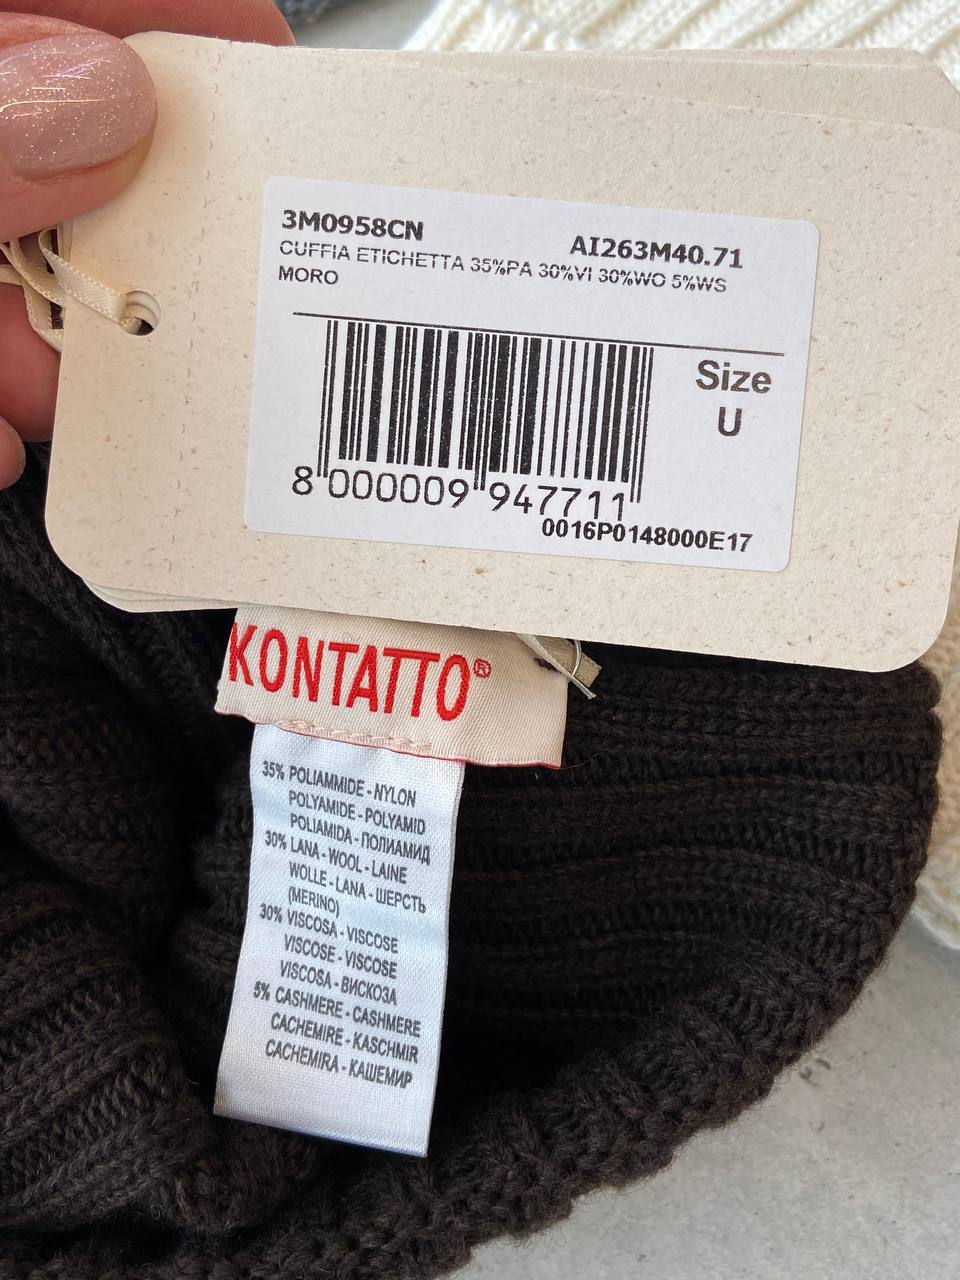 3M0958CN AI263M40.71
CUFFIA ETICHETTA 35%PA 30%VI 30%WO 5%WS
MORO
Size
U
8 000009 947711
0016P0148000E17
KONTATTO®
35% POLIAMMIDE - NYLON
POLYAMIDE - POLYAMID
POLIAMIDA - ПОЛИАМИД
30% LANA - WOOL - LAINE
WOLLE - LANA - ШЕРСТЬ
(MERINO)
30% VISCOSA - VISCOSE
VISCOSE - VISCOSE
VISCOSA - ВИСКОЗА
5% CASHMERE - CASHMERE
CACHEMIRE - KASCHMIR
CACHEMIRA - КАШЕМИР